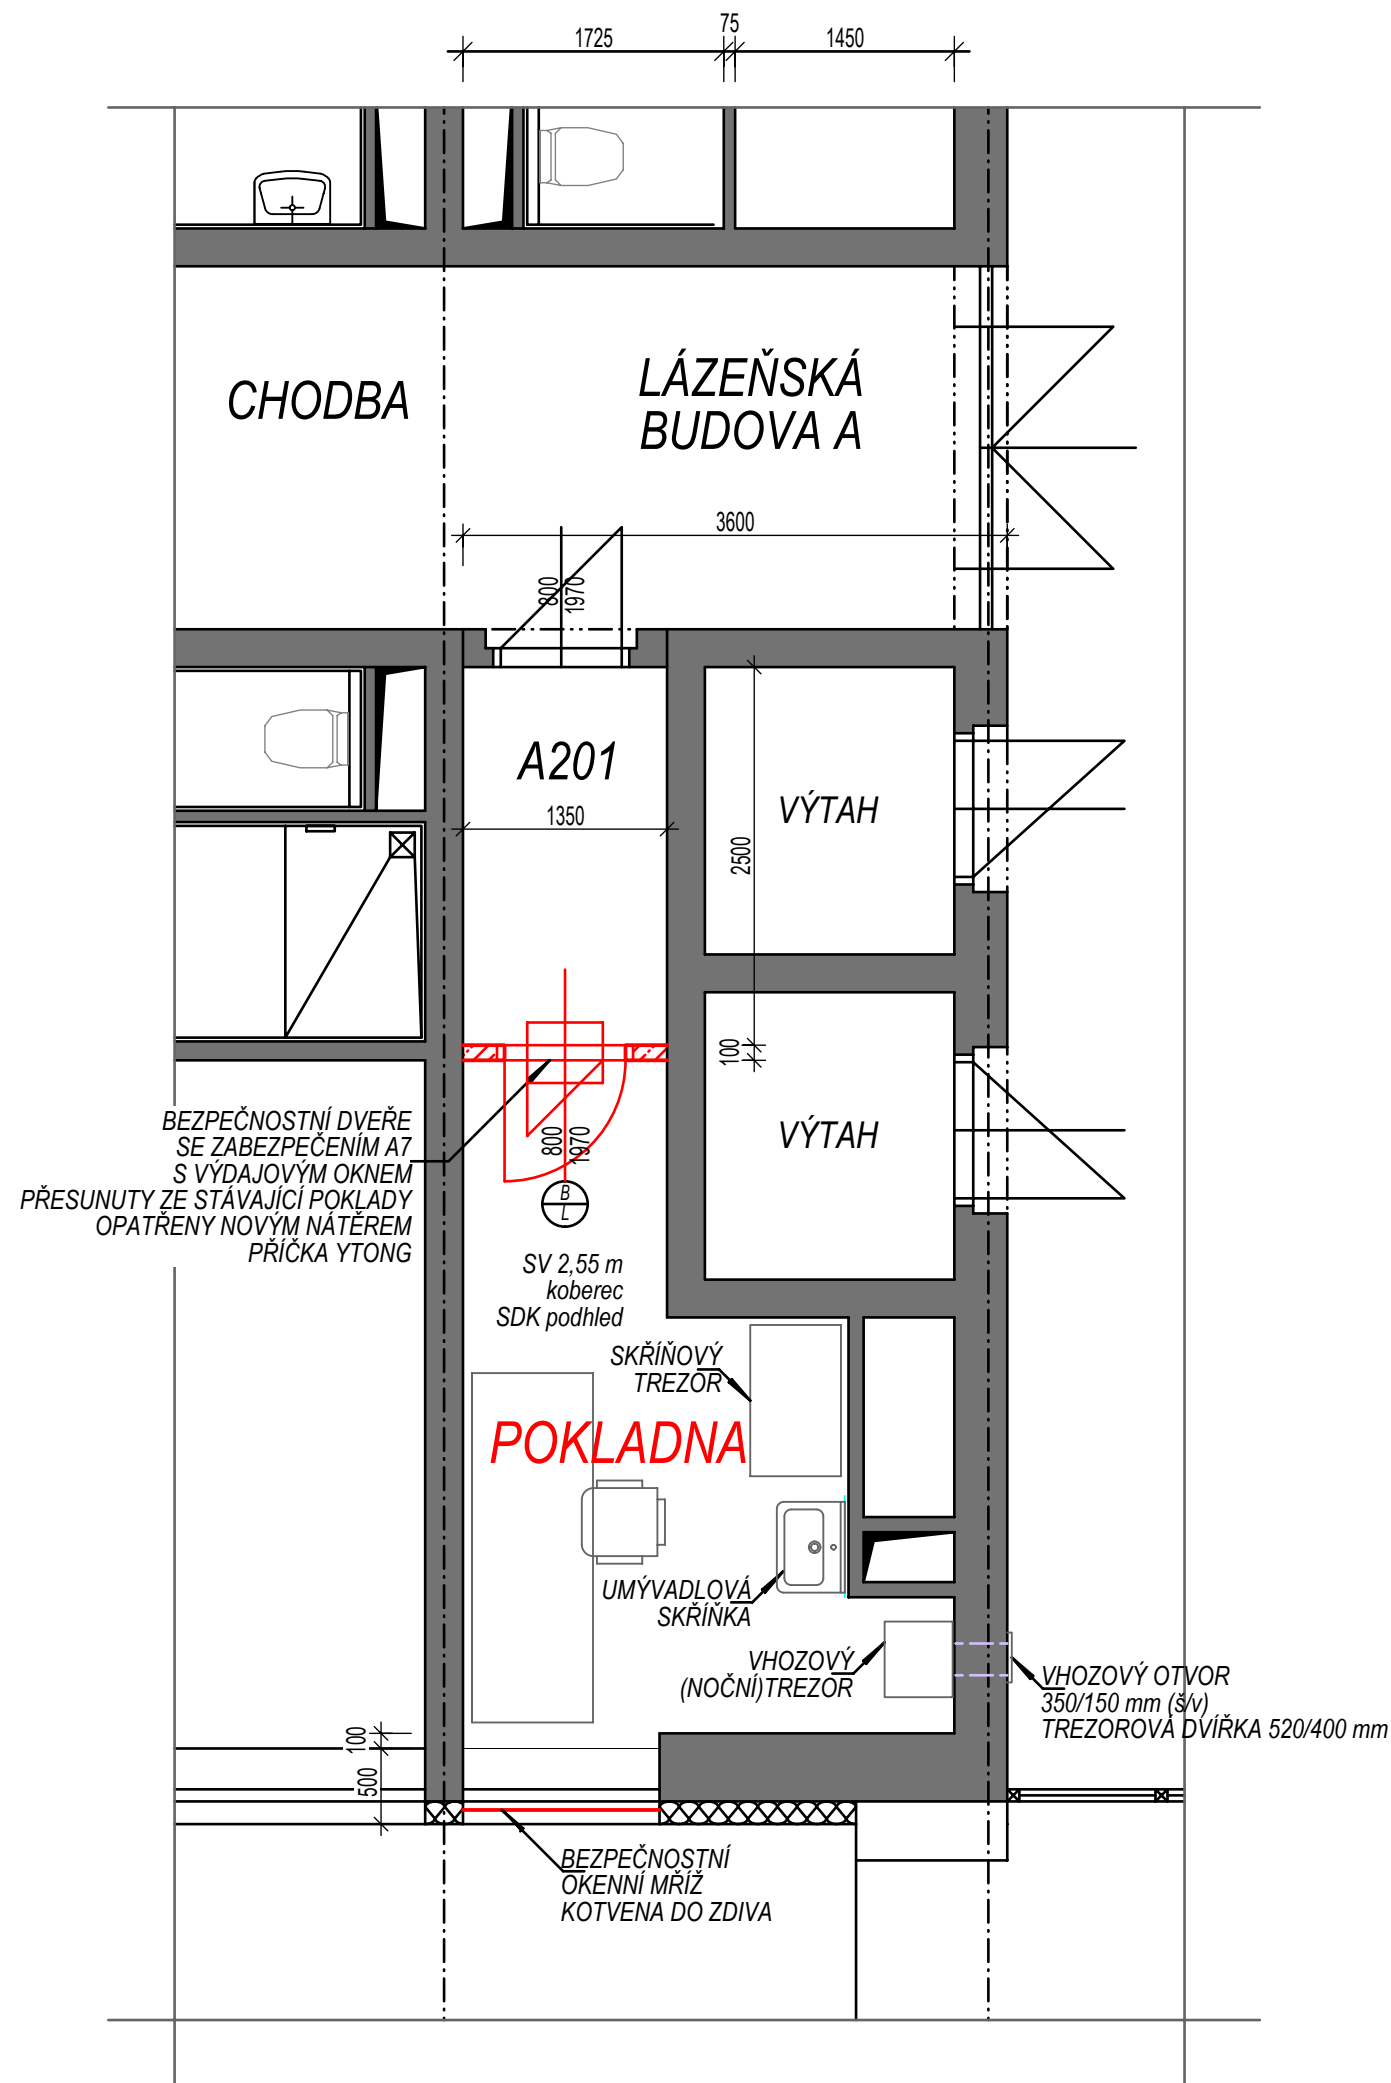 75
1725
1450
CHODBA
LÁZEŇSKÁ
BUDOVA A
3600
800
1970
A201
1350
VÝTAH
2500
100
VÝTAH
BEZPEČNOSTNÍ DVEŘE
SE ZABEZPEČENÍM A7
S VÝDAJOVÝM OKNEM
PŘESUNUTY ZE STÁVAJÍCÍ POKLADY
OPATŘENY NOVÝM NÁTĚREM
PŘÍČKA YTONG
800
1970
B
L
SV 2,55 m
koberec
SDK podhled
SKŘÍŇOVÝ
TREZOR
POKLADNA
UMÝVADLOVÁ
SKŘÍŇKA
VHOZOVÝ
(NOČNÍ)TREZOR
VHOZOVÝ OTVOR
350/150 mm (š/v)
TREZOROVÁ DVÍŘKA 520/400 mm
100
500
BEZPEČNOSTNÍ
OKENNÍ MŘÍŽ
KOTVENA DO ZDIVA